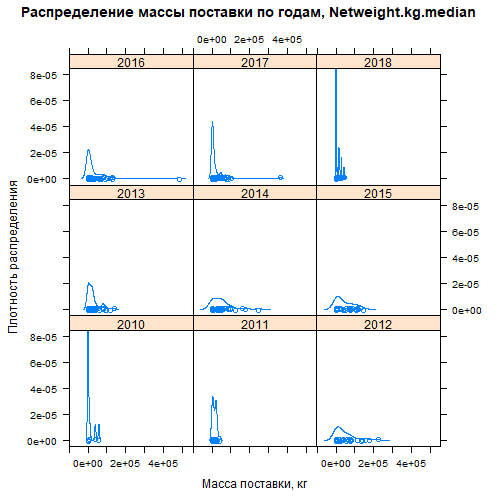 Распределение массы поставки по годам, Netweight.kg.median
0e+00 2e+05 4e+05
2016 2017 2018
8e-05
6e-05
4e-05
2e-05
0e+00
2013 2014 2015
8e-05
6e-05
4e-05
2e-05
0e+00
2010 2011 2012
8e-05
6e-05
4e-05
2e-05
0e+00
0e+00 2e+05 4e+05 0e+00 2e+05 4e+05
Плотность распределения
Масса поставки, кг